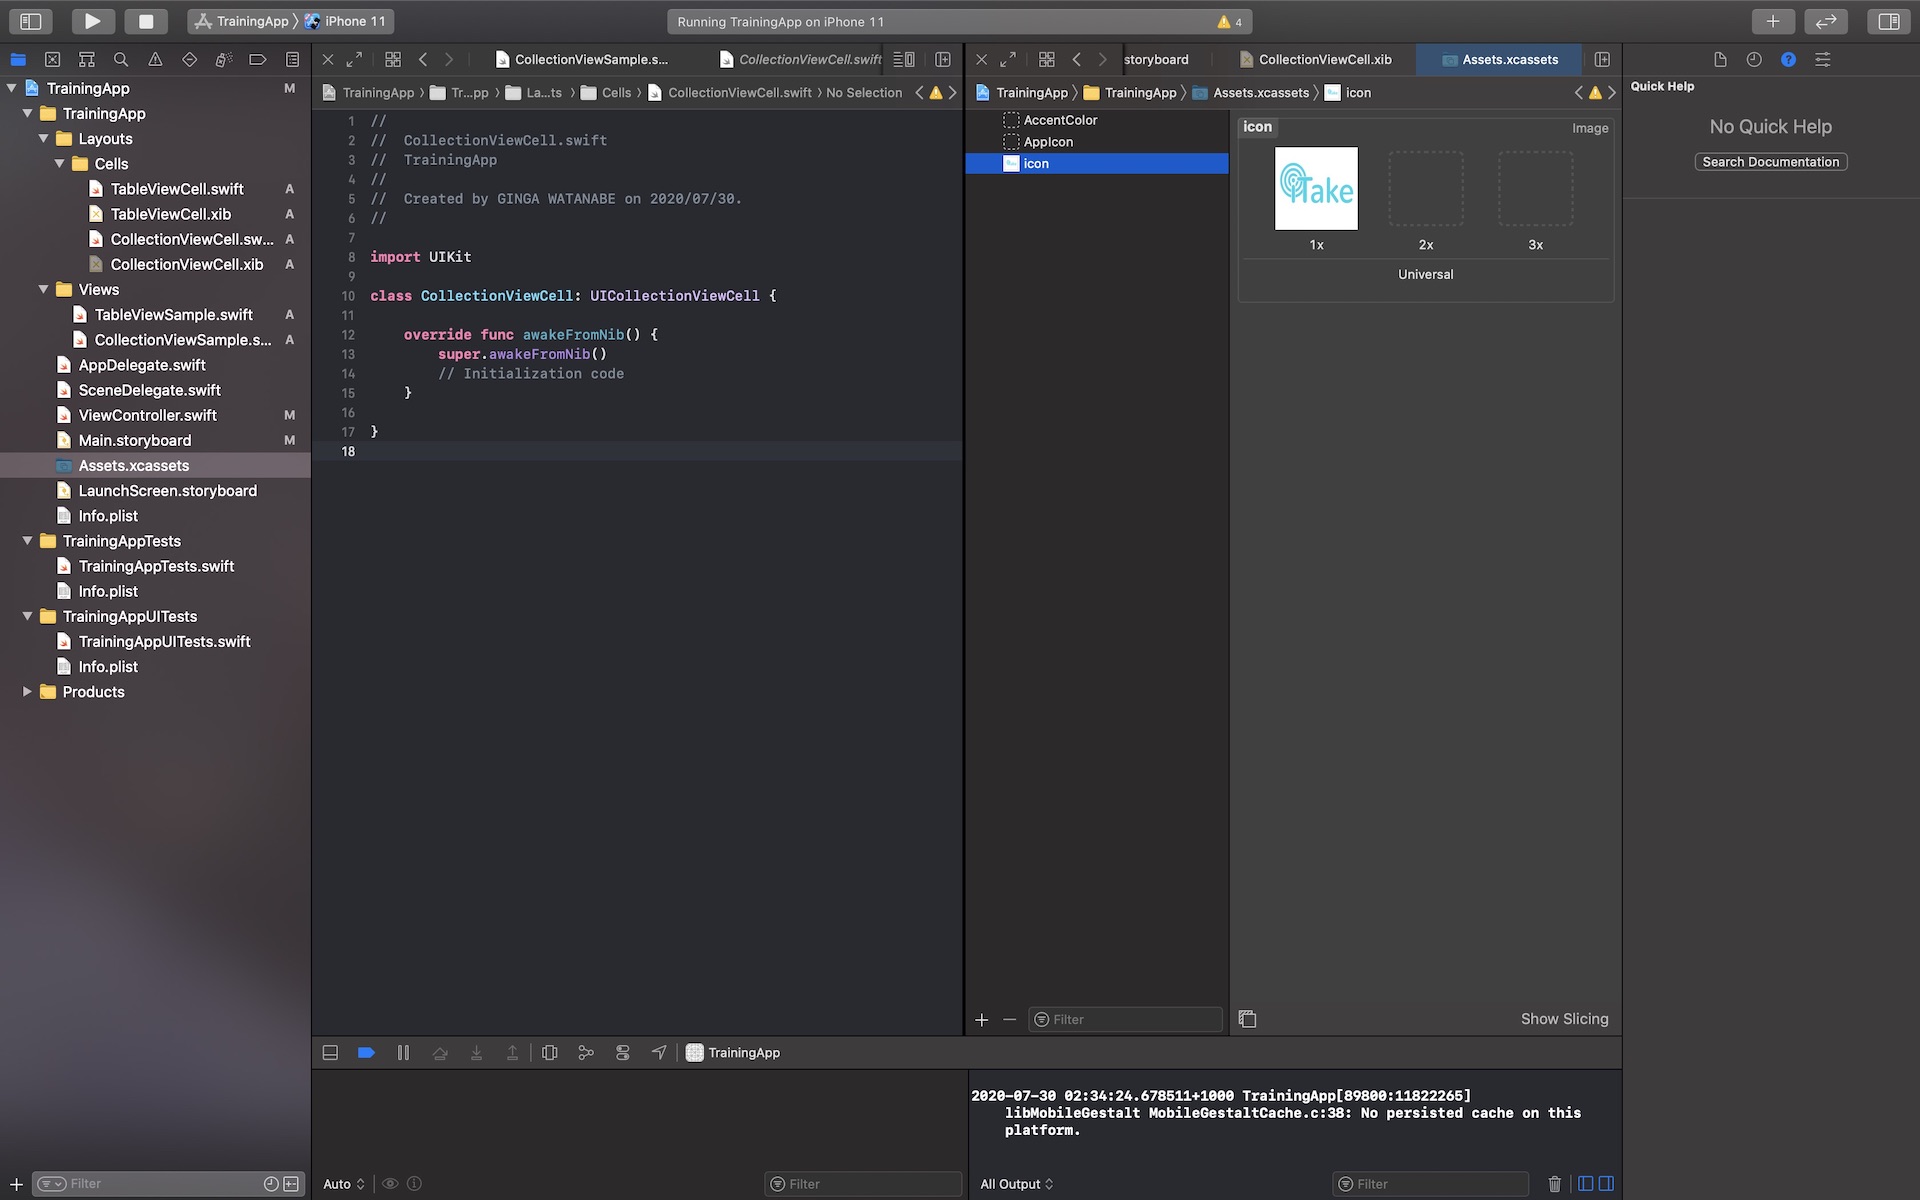 TrainingApp
iPhone 11
Running TrainingApp on iPhone 11
4
TrainingApp
M
TrainingApp
Layouts
Cells
TableViewCell.swift
A
TableViewCell.xib
A
CollectionViewCell.sw...
A
CollectionViewCell.xib
A
Views
TableViewSample.swift
A
CollectionViewSample.s...
A
AppDelegate.swift
SceneDelegate.swift
ViewController.swift
M
Main.storyboard
M
Assets.xcassets
LaunchScreen.storyboard
Info.plist
TrainingAppTests
TrainingAppTests.swift
Info.plist
TrainingAppUITests
TrainingAppUITests.swift
Info.plist
Products
Filter
CollectionViewSample.s...
CollectionViewCell.swift
TrainingApp
Tr...pp
La...ts
Cells
CollectionViewCell.swift
No Selection
1 //
2 // CollectionViewCell.swift
3 // TrainingApp
4 //
5 // Created by GINGA WATANABE on 2020/07/30.
6 //
7
8 import UIKit
9
10 class CollectionViewCell: UICollectionViewCell {
11
12 override func awakeFromNib() {
13 super.awakeFromNib()
14 // Initialization code
15 }
16
17 }
18
storyboard
CollectionViewCell.xib
Assets.xcassets
TrainingApp
TrainingApp
Assets.xcassets
icon
AccentColor
AppIcon
icon
Filter
icon
Image
Take
1x
2x
3x
Universal
Show Slicing
Quick Help
No Quick Help
Search Documentation
TrainingApp
Auto
Filter
2020-07-30 02:34:24.678511+1000 TrainingApp[89800:11822265]
libMobileGestalt MobileGestaltCache.c:38: No persisted cache on this
platform.
All Output
Filter